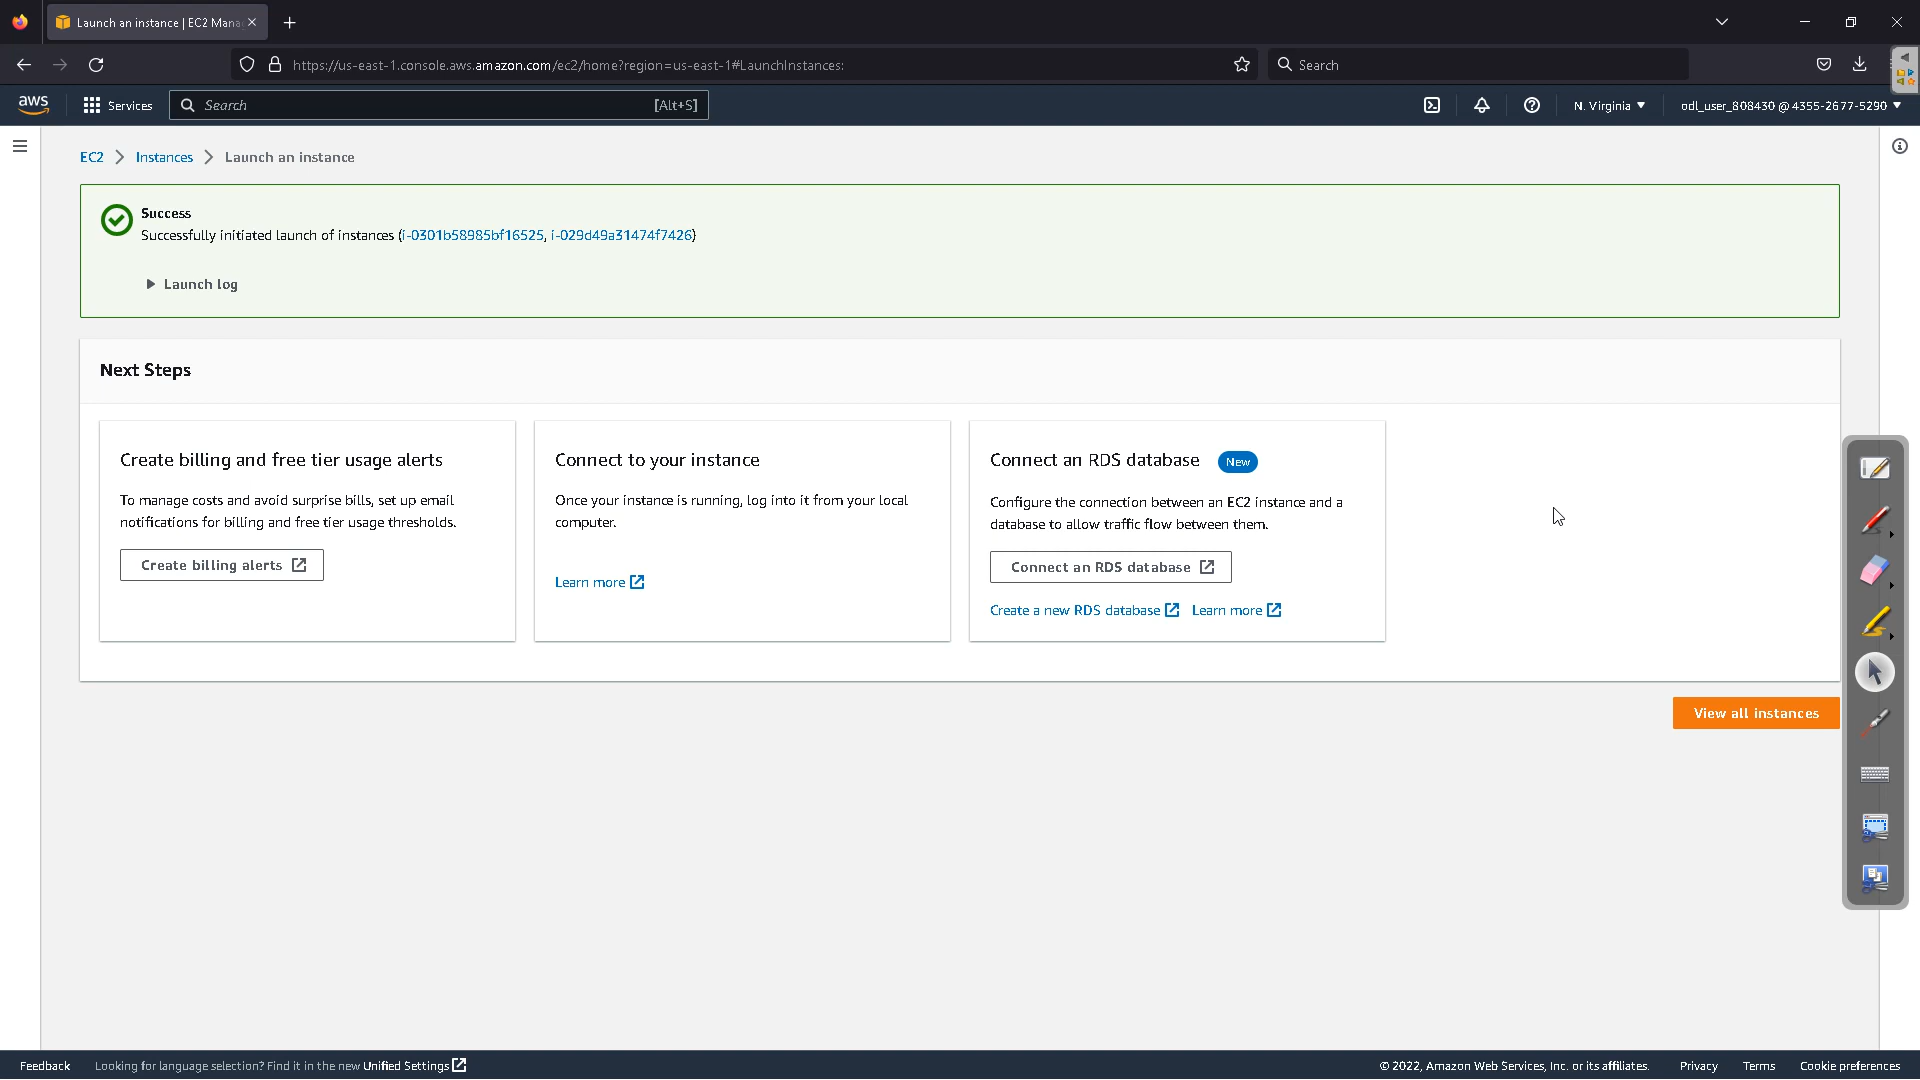 Launch an instance | EC2 Mana
https://us-east-1.console.aws.amazon.com/ec2/home?region=us-east-1#LaunchInstances:
Search
aws
Services
Search
[Alt+S]
N. Virginia
odl_user_808430 @ 4355-2677-5290
EC2
Instances
Launch an instance
Success
Successfully initiated launch of instances (i-0301b58985bf16525, i-029d49a31474f7426)
Launch log
Next Steps
Create billing and free tier usage alerts
To manage costs and avoid surprise bills, set up email
notifications for billing and free tier usage thresholds.
Create billing alerts
Connect to your instance
Once your instance is running, log into it from your local
computer.
Learn more
Connect an RDS database
New
Configure the connection between an EC2 instance and a
database to allow traffic flow between them.
Connect an RDS database
Create a new RDS database
Learn more
View all instances
Feedback
Looking for language selection? Find it in the new Unified Settings
© 2022, Amazon Web Services, Inc. or its affiliates.
Privacy
Terms
Cookie preferences